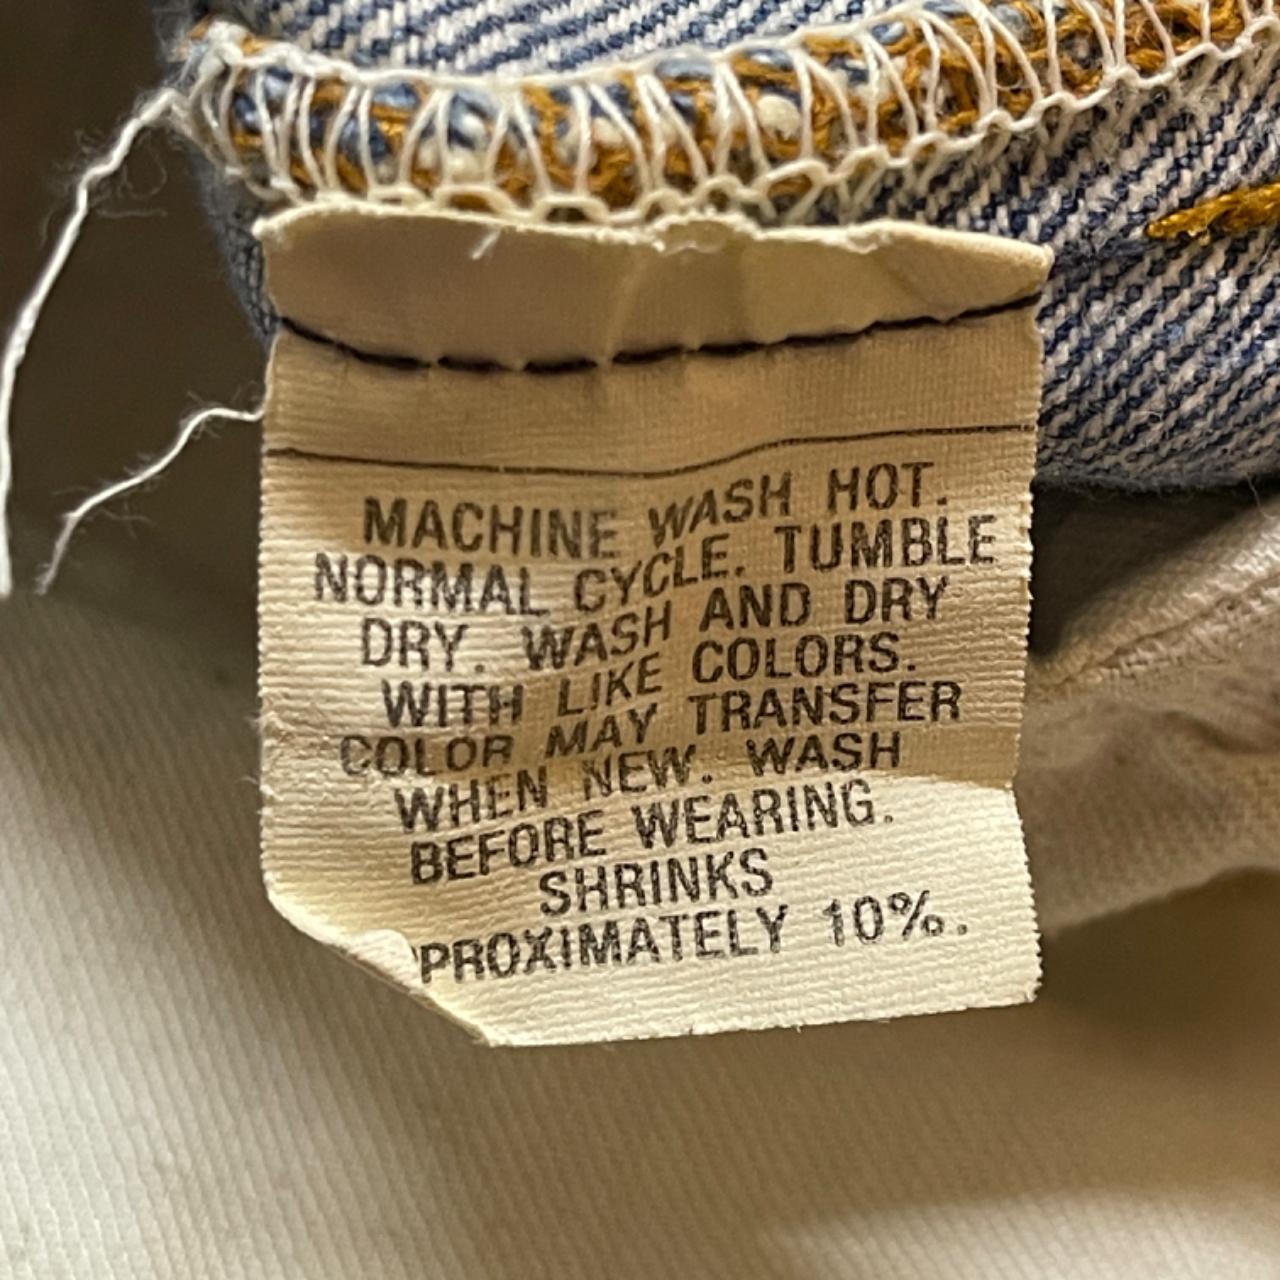 MACHINE WASH HOT.
NORMAL CYCLE. TUMBLE
DRY. WASH AND DRY
WITH LIKE COLORS.
COLOR MAY TRANSFER
WHEN NEW. WASH
BEFORE WEARING.
SHRINKS
PPROXIMATELY 10%.